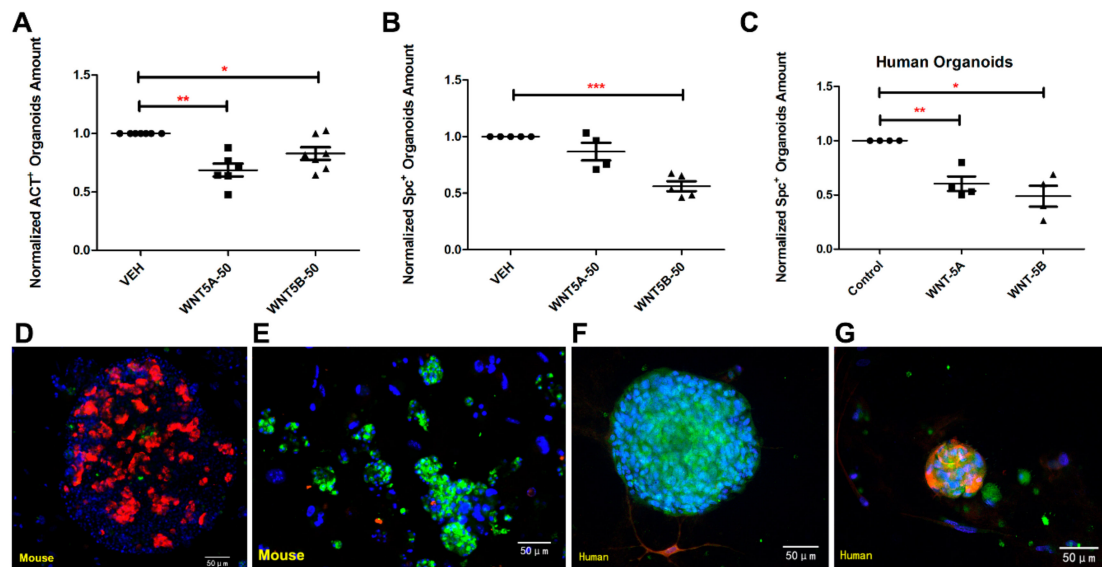 A
Normalized ACT+ Organoids Amount
1.5
1.0
0.5
0.0
*
**
VEH
WNT5A-50
WNT5B-50
B
Normalized Spc+ Organoids Amount
1.5
1.0
0.5
0.0
***
VEH
WNT5A-50
WNT5B-50
C
Human Organoids
Normalized Spc+ Organoids Amount
1.5
1.0
0.5
0.0
*
**
Control
WNT-5A
WNT-5B
D
Mouse
50 µm
E
Mouse
50 µm
F
Human
50 µm
G
Human
50 µm